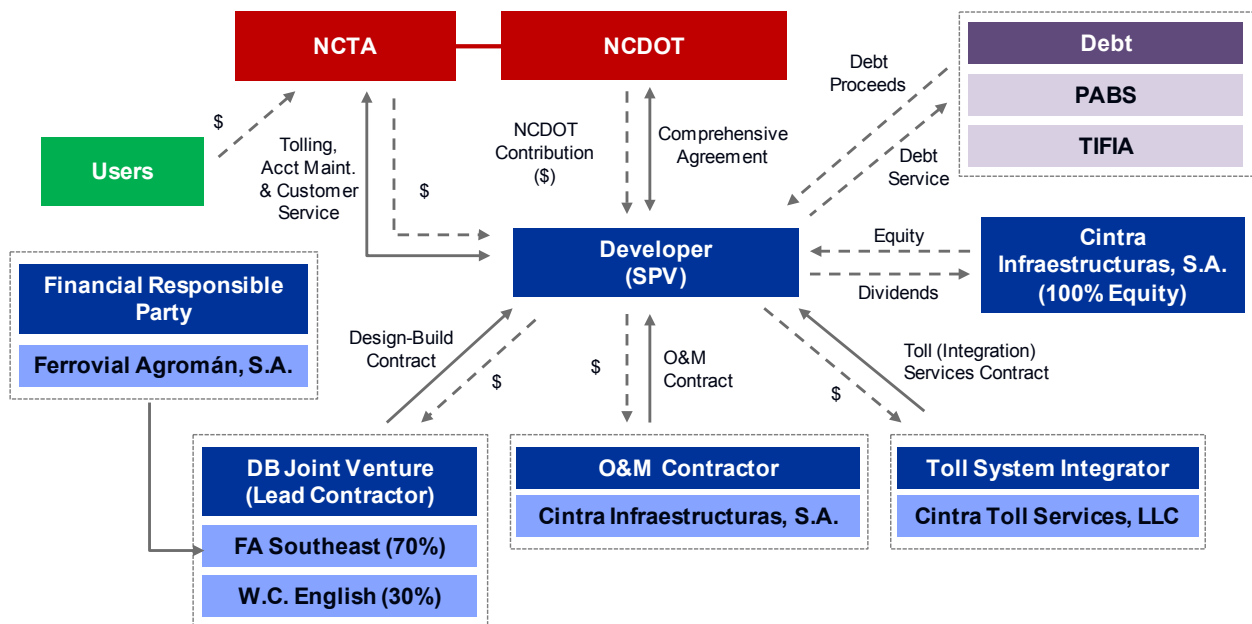 NCTA
NCDOT
Debt
PABS
TIFIA
Debt
Proceeds
Debt
Service
$
Users
Tolling,
Acct Maint.
& Customer
Service
$
NCDOT
Contribution
($)
Comprehensive
Agreement
Developer
(SPV)
Equity
Dividends
Cintra
Infraestructuras, S.A.
(100% Equity)
Financial Responsible
Party
Ferrovial Agromán, S.A.
Design-Build
Contract
$
$
O&M
Contract
Toll (Integration)
Services Contract
$
DB Joint Venture
(Lead Contractor)
FA Southeast (70%)
W.C. English (30%)
O&M Contractor
Cintra Infraestructuras, S.A.
Toll System Integrator
Cintra Toll Services, LLC